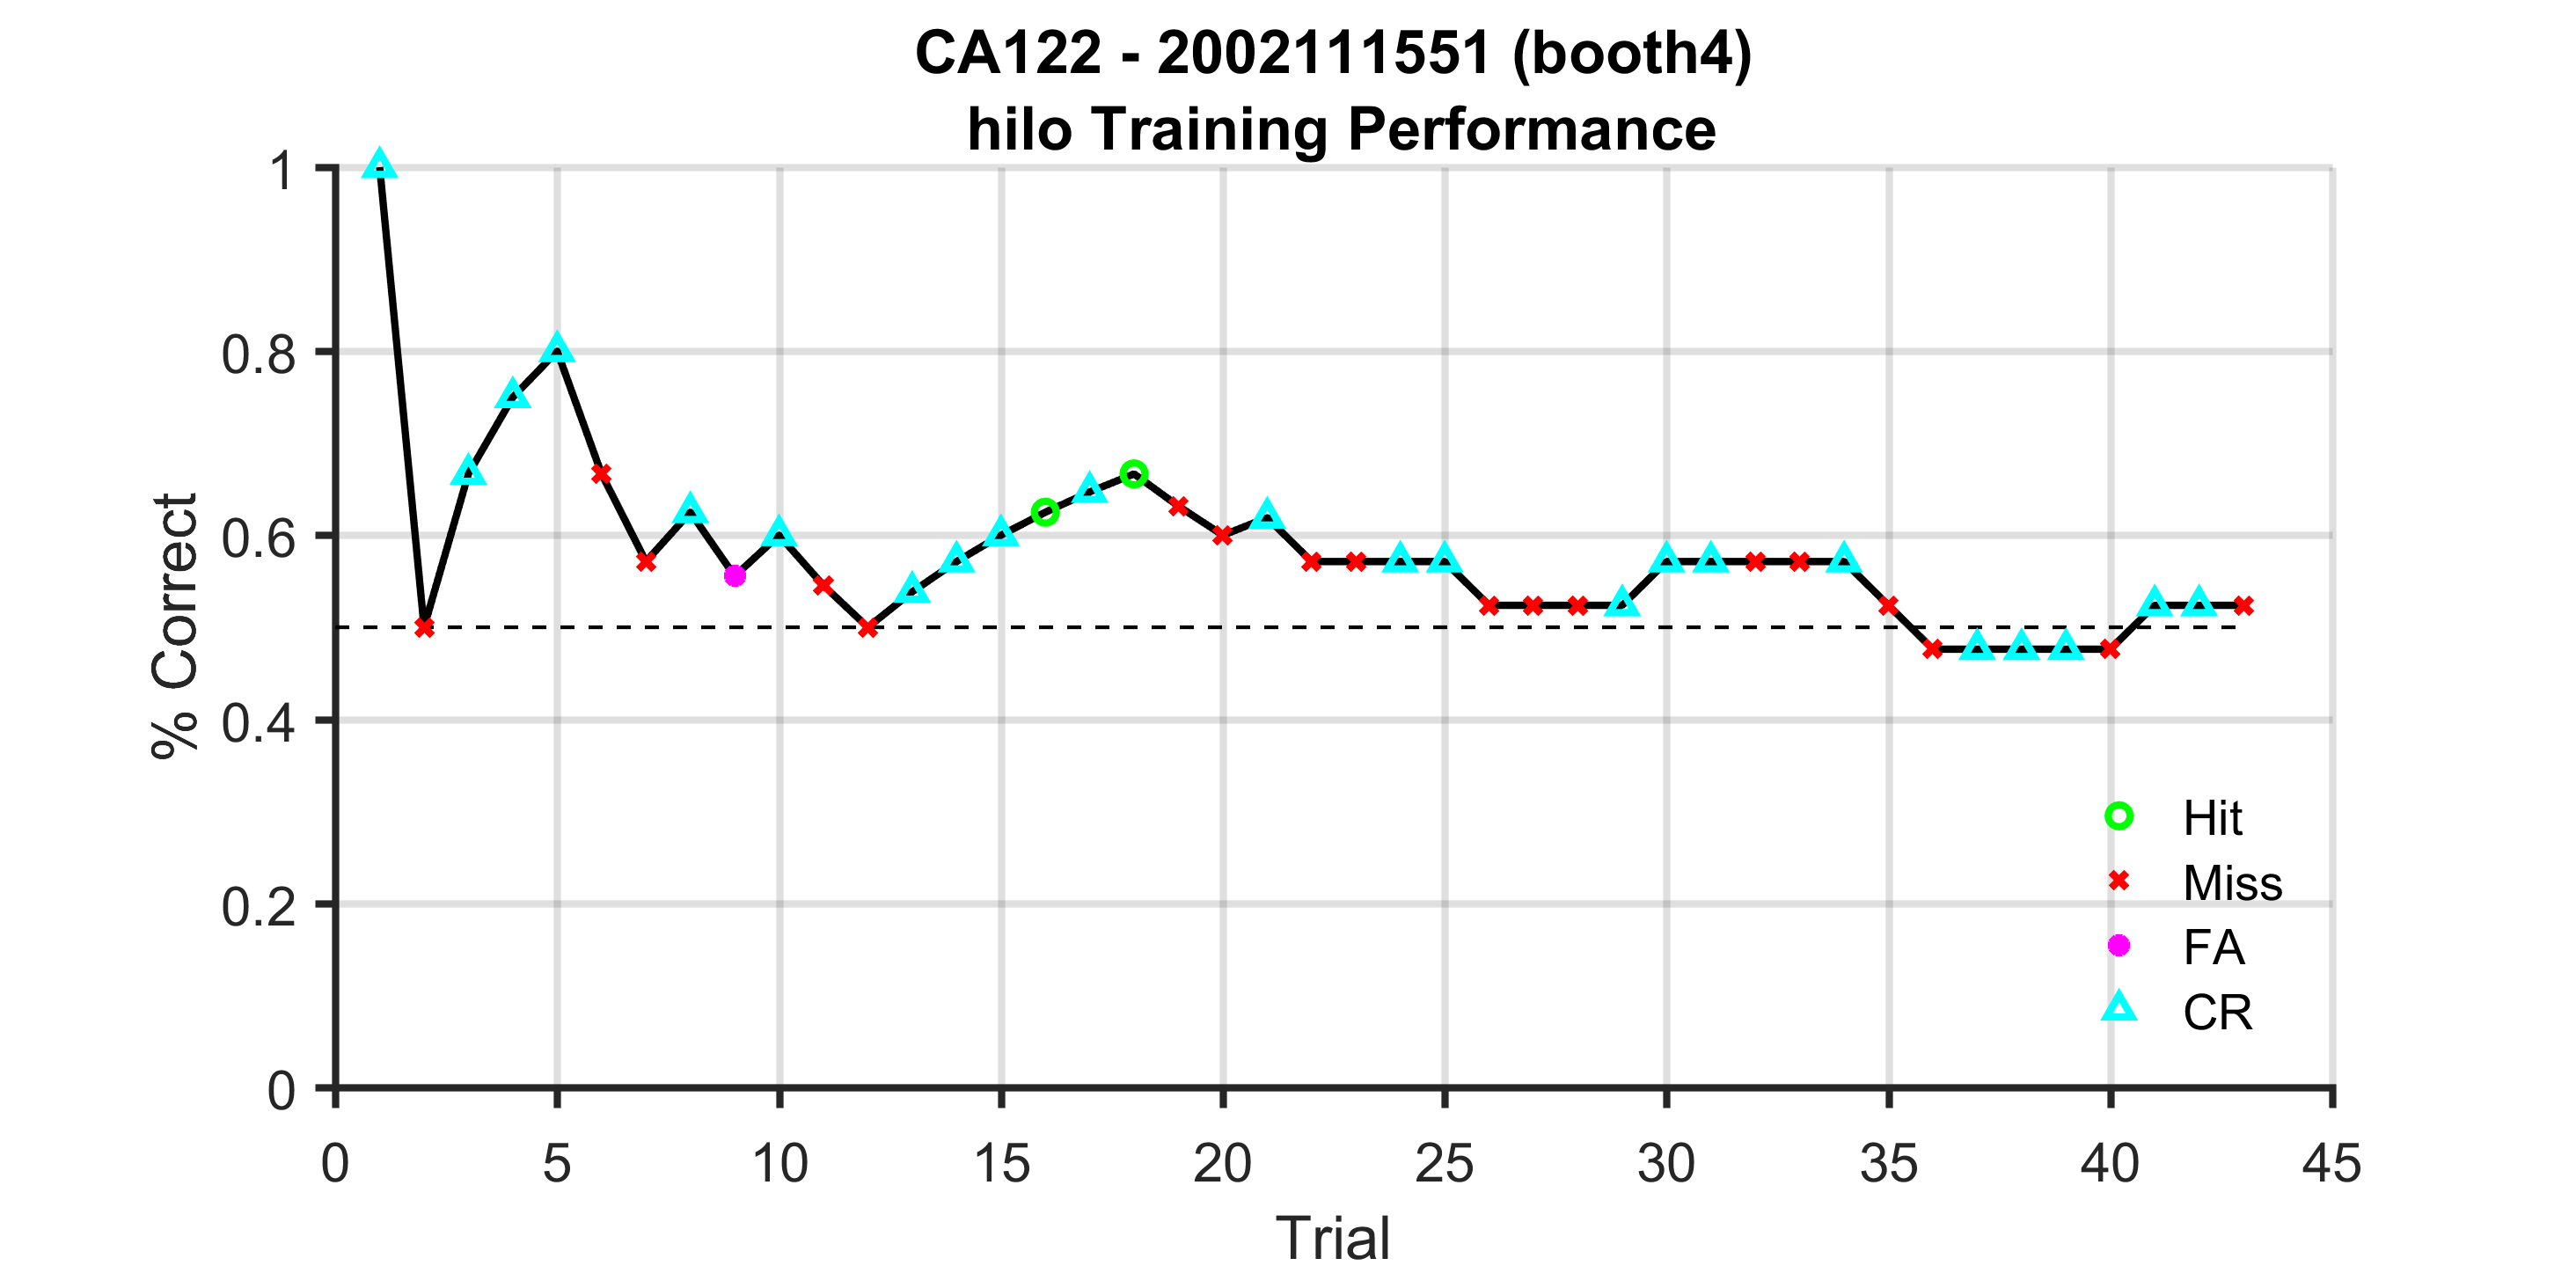 CA122 - 2002111551 (booth4)
hilo Training Performance
% Correct
1
0.8
0.6
0.4
0.2
0
0 5 10 15 20 25 30 35 40 45
Trial
Hit
Miss
FA
CR